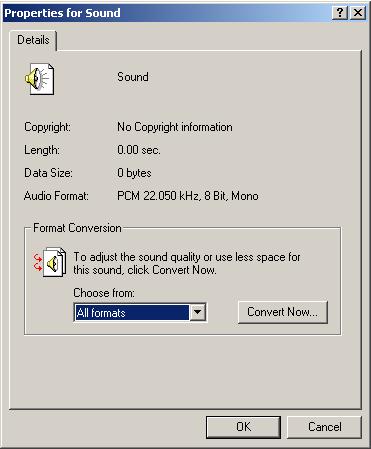 Properties for Sound
Details
Sound
Copyright: No Copyright information
Length: 0.00 sec.
Data Size: 0 bytes
Audio Format: PCM 22.050 kHz, 8 Bit, Mono
Format Conversion
To adjust the sound quality or use less space for
this sound, click Convert Now.
Choose from:
All formats Convert Now...
OK Cancel